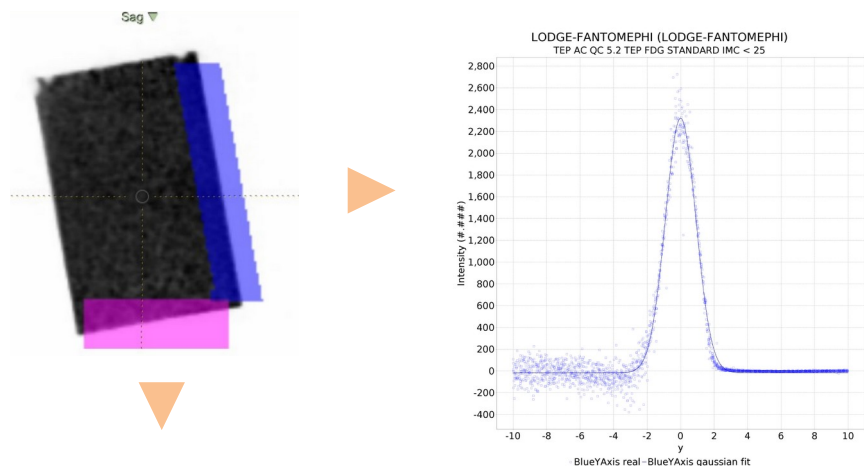 Sag ▼
LODGE-FANTOMEPHI (LODGE-FANTOMEPHI)
TEP AC QC 5.2 TEP FDG STANDARD IMC < 25
Intensity (#.###)
2,800
2,600
2,400
2,200
2,000
1,800
1,600
1,400
1,200
1,000
800
600
400
200
0
-200
-400
-10 -8 -6 -4 -2 0 2 4 6 8 10
y
BlueYAxis real - BlueYAxis gaussian fit